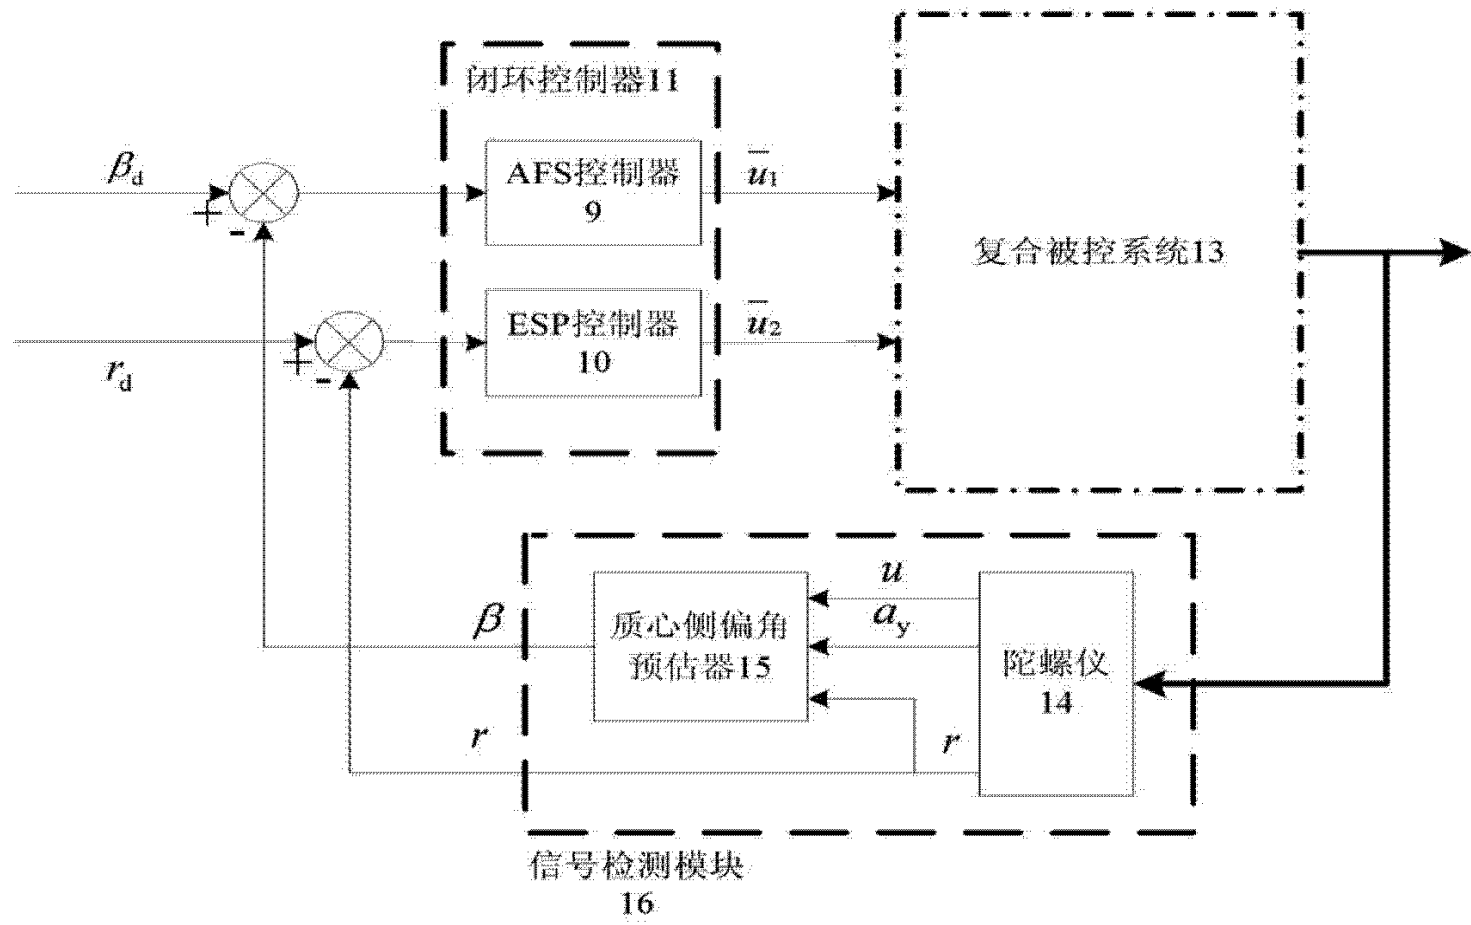 闭环控制器11
βd
+
-
AFS控制器
9
u̅1
复合被控系统13
rd
+
-
ESP控制器
10
u̅2
β
质心侧偏角
预估器15
u
ay
r
陀螺仪
14
r
信号检测模块
16